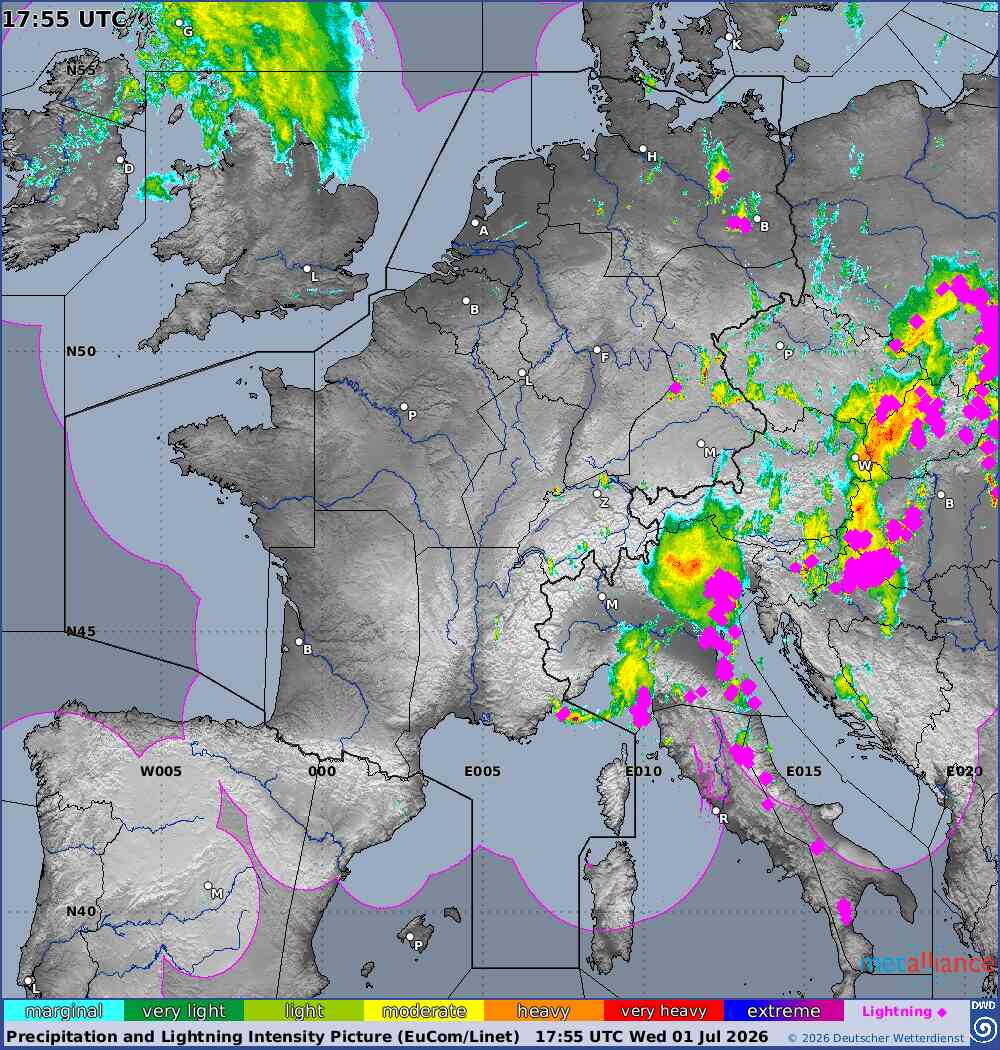 17:55 UTC
G
K
N55
H
D
A
B
L
B
P
N50
F
L
P
M
W
Z
B
M
N45
B
W005
000
E005
E010
E015
E020
R
M
N40
P
metalliance
L
marginal very light light moderate heavy very heavy extreme Lightning
DWD
Precipitation and Lightning Intensity Picture (EuCom/Linet) 17:55 UTC Wed 01 Jul 2026 © 2026 Deutscher Wetterdienst